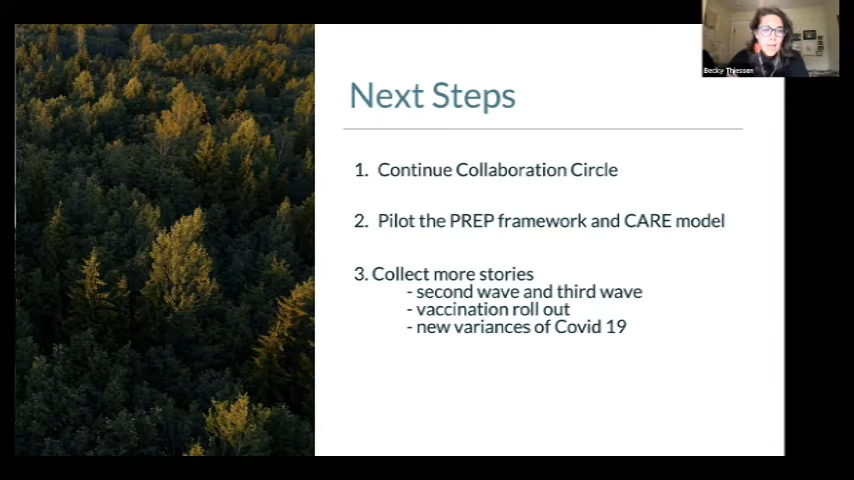 Becky Thiessen
Next Steps
1. Continue Collaboration Circle
2. Pilot the PREP framework and CARE model
3. Collect more stories
- second wave and third wave
- vaccination roll out
- new variances of Covid 19